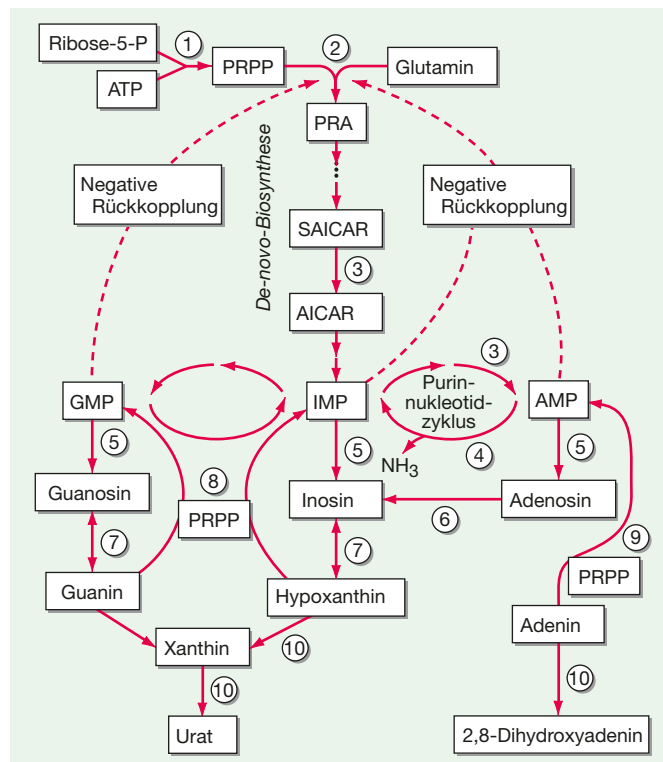 Ribose-5-P
1
ATP
PRPP
2
Glutamin
PRA
Negative
Rückkopplung
De-novo-Biosynthese
Negative
Rückkopplung
SAICAR
3
AICAR
GMP
IMP
Purin-
nukleotid-
zyklus
3
AMP
4
NH3
5
5
5
Guanosin
8
PRPP
Inosin
6
Adenosin
7
7
9
PRPP
Guanin
Hypoxanthin
Adenin
Xanthin
10
10
10
Urat
2,8-Dihydroxyadenin